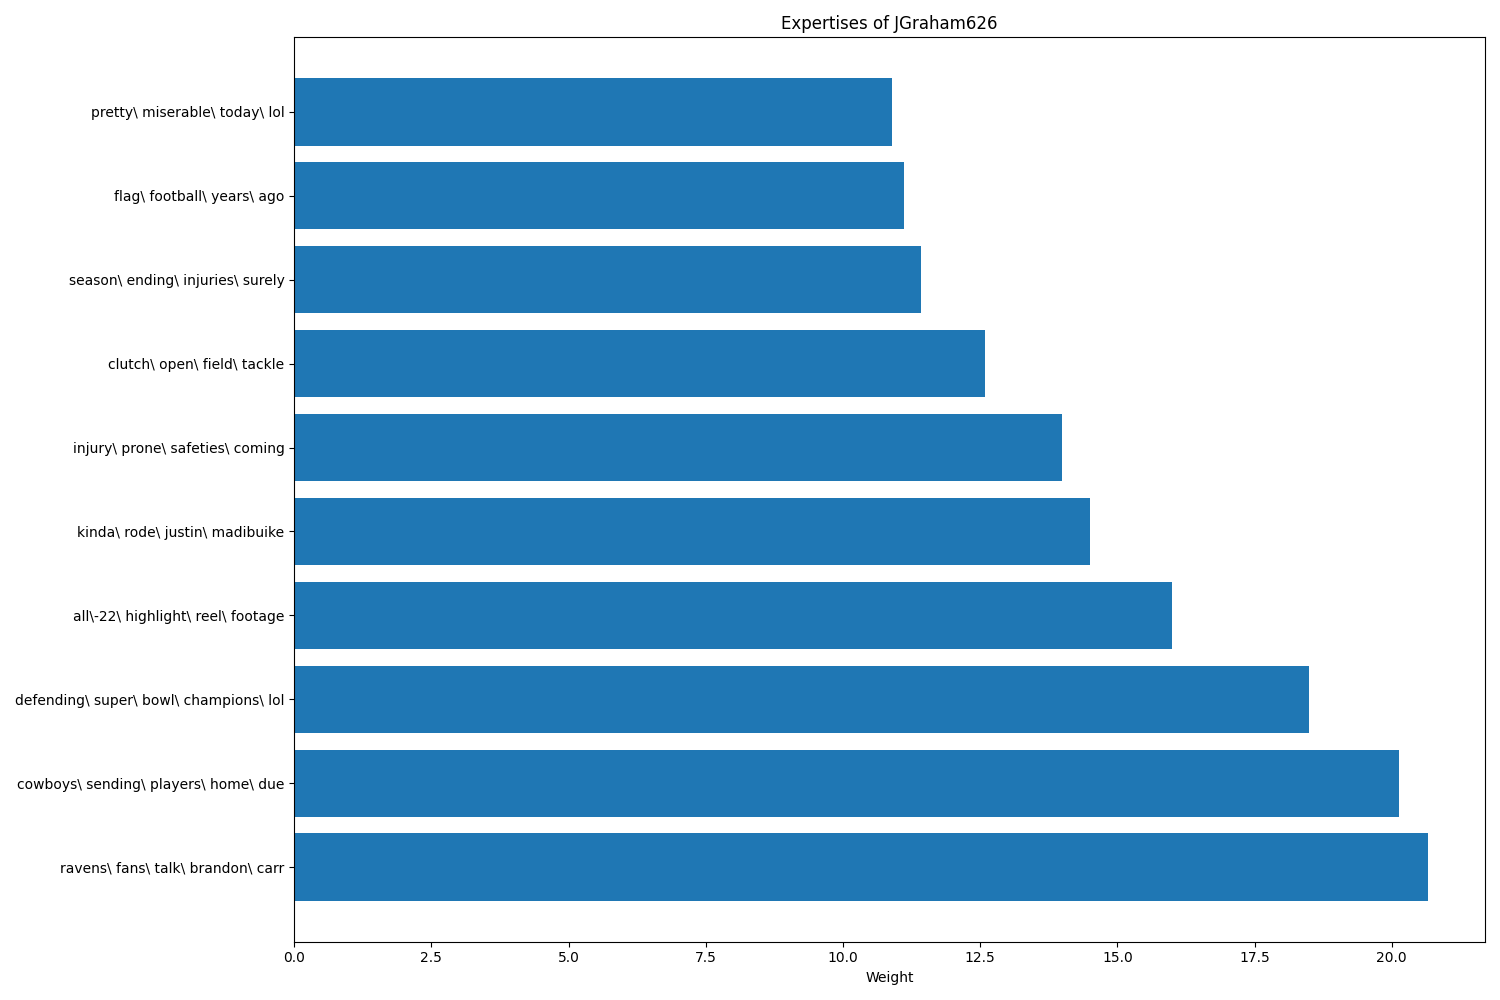 Expertises of JGraham626
pretty\ miserable\ today\ lol
flag\ football\ years\ ago
season\ ending\ injuries\ surely
clutch\ open\ field\ tackle
injury\ prone\ safeties\ coming
kinda\ rode\ justin\ madibuike
all\-22\ highlight\ reel\ footage
defending\ super\ bowl\ champions\ lol
cowboys\ sending\ players\ home\ due
ravens\ fans\ talk\ brandon\ carr
0.0 2.5 5.0 7.5 10.0 12.5 15.0 17.5 20.0
Weight